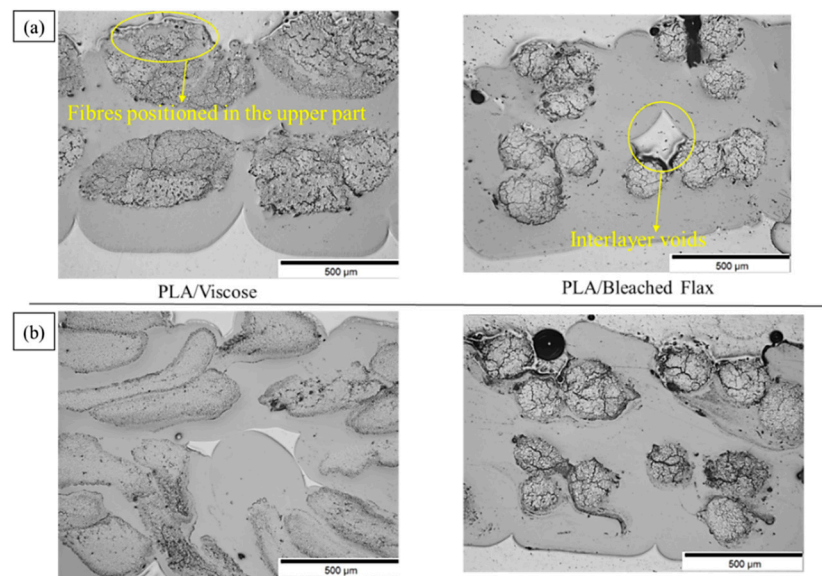 (a)
Fibres positioned in the upper part
Interlayer voids
500 μm
500 μm
PLA/Viscose
PLA/Bleached Flax
(b)
500 μm
500 μm